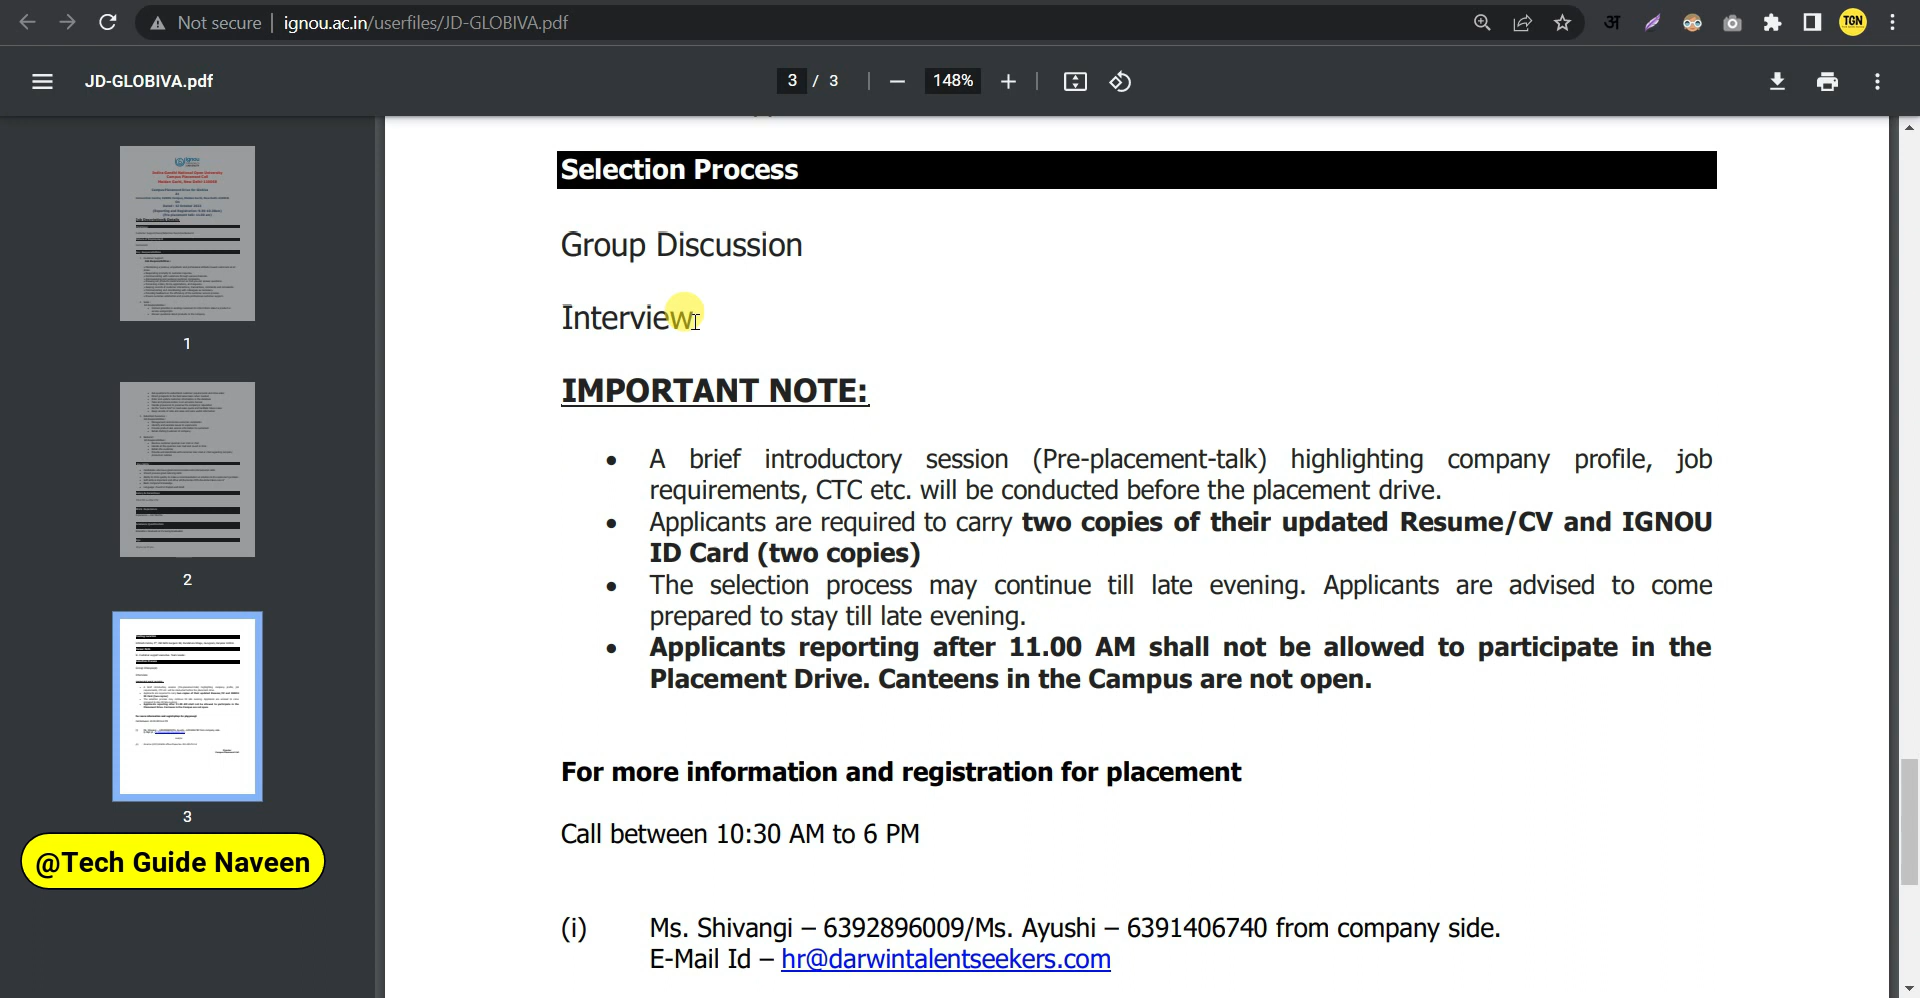 Not secure | ignou.ac.in/userfiles/JD-GLOBIVA.pdf
अ
TGN
JD-GLOBIVA.pdf
3 / 3
148%
1
2
3
@Tech Guide Naveen
Selection Process
Group Discussion
Interview
IMPORTANT NOTE:
• A brief introductory session (Pre-placement-talk) highlighting company profile, job
requirements, CTC etc. will be conducted before the placement drive.
• Applicants are required to carry two copies of their updated Resume/CV and IGNOU
ID Card (two copies)
• The selection process may continue till late evening. Applicants are advised to come
prepared to stay till late evening.
• Applicants reporting after 11.00 AM shall not be allowed to participate in the
Placement Drive. Canteens in the Campus are not open.
For more information and registration for placement
Call between 10:30 AM to 6 PM
(i) Ms. Shivangi – 6392896009/Ms. Ayushi – 6391406740 from company side.
E-Mail Id – hr@darwintalentseekers.com